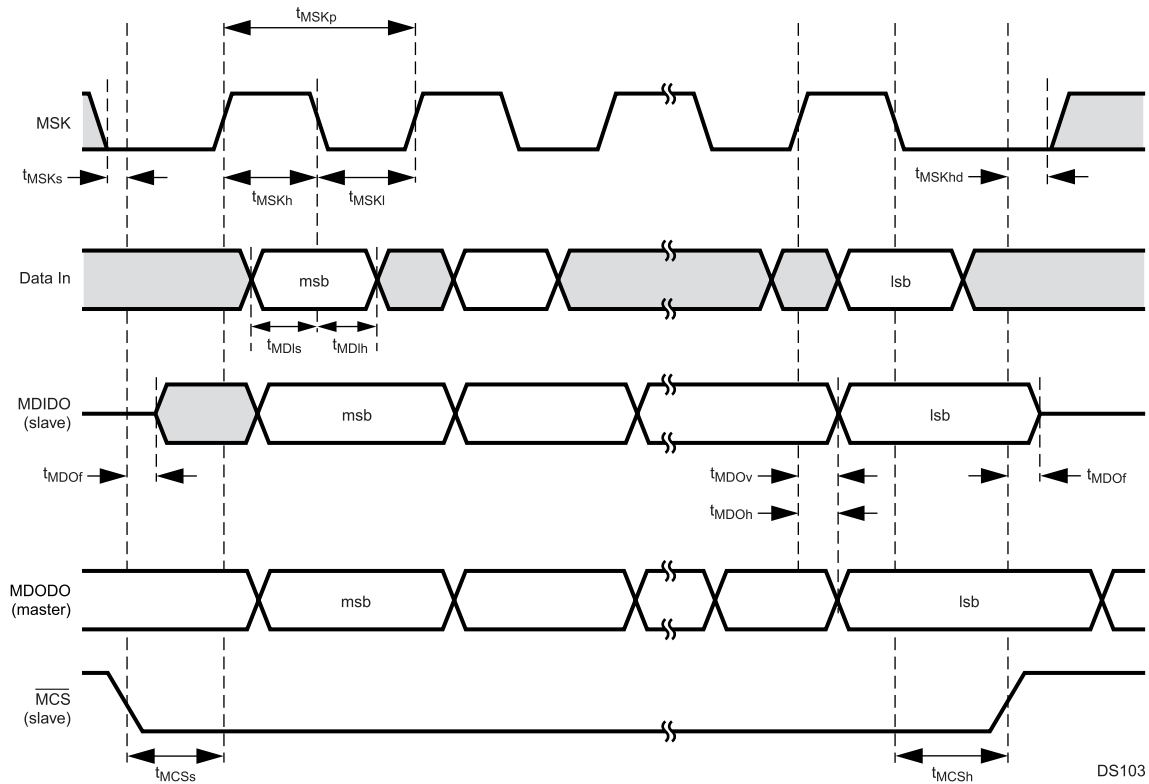 tMSKp
MSK
tMSKs
tMSKh
tMSKl
tMSKhd
Data In
msb
lsb
tMDIs
tMDIh
MDIDO
(slave)
msb
lsb
tMDOf
tMDOv
tMDOf
tMDOh
MDODO
(master)
msb
lsb
MCS
(slave)
tMCSs
tMCSh
DS103